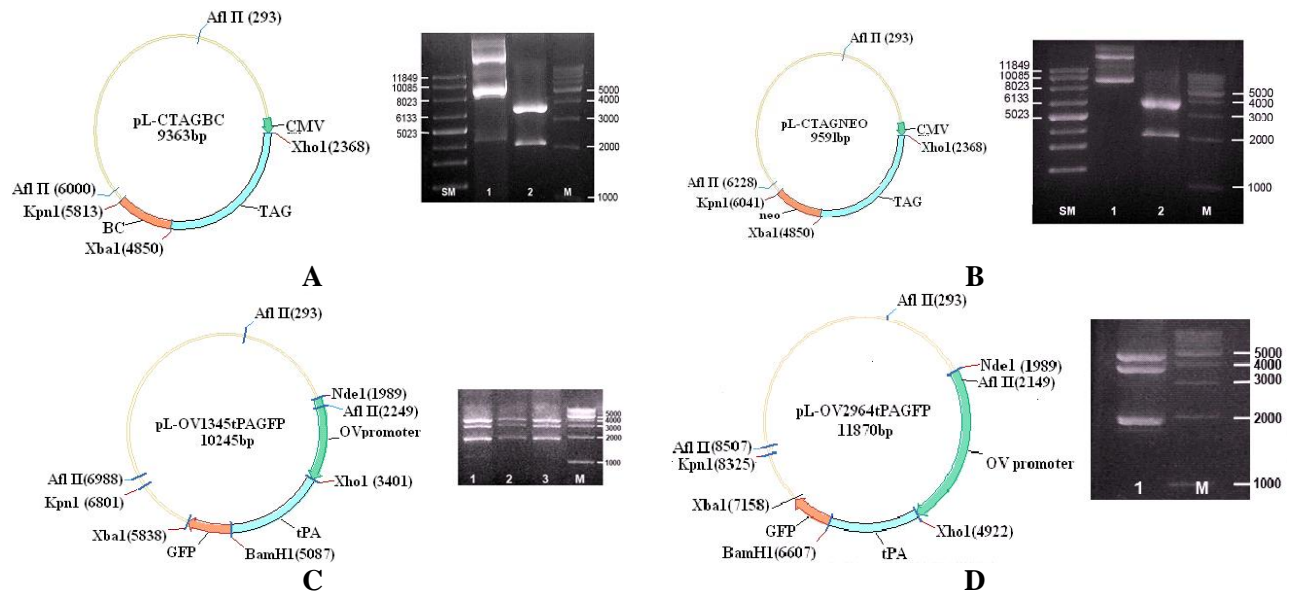 Afl II (293)
pL-CTAGBC
9363bp
CMV
Xho1(2368)
TAG
Xba1(4850)
BC
Kpn1(5813)
Afl II (6000)
11849
10085
8023
6133
5023
5000
4000
3000
2000
1000
SM 1 2 M
A
Afl II(293)
pL-CTAGNEO
9591bp
CMV
Xho1(2368)
TAG
Xba1(4850)
neo
Kpn1(6041)
Afl II (6228)
11849
10085
8023
6133
5023
5000
4000
3000
2000
1000
SM 1 2 M
B
Afl II(293)
Nde1(1989)
Afl II(2249)
OVpromoter
pL-OV1345tPAGFP
10245bp
Xho1 (3401)
tPA
BamH1(5087)
GFP
Xba1(5838)
Kpn1 (6801)
Afl II(6988)
5000
4000
3000
2000
1000
1 2 3 M
C
Afl II(293)
Nde1 (1989)
Afl II(2149)
OV promoter
pL-OV2964tPAGFP
11870bp
Xho1(4922)
tPA
BamH1(6607)
GFP
Xba1(7158)
Kpn1(8325)
Afl II(8507)
5000
4000
3000
2000
1000
1 M
D